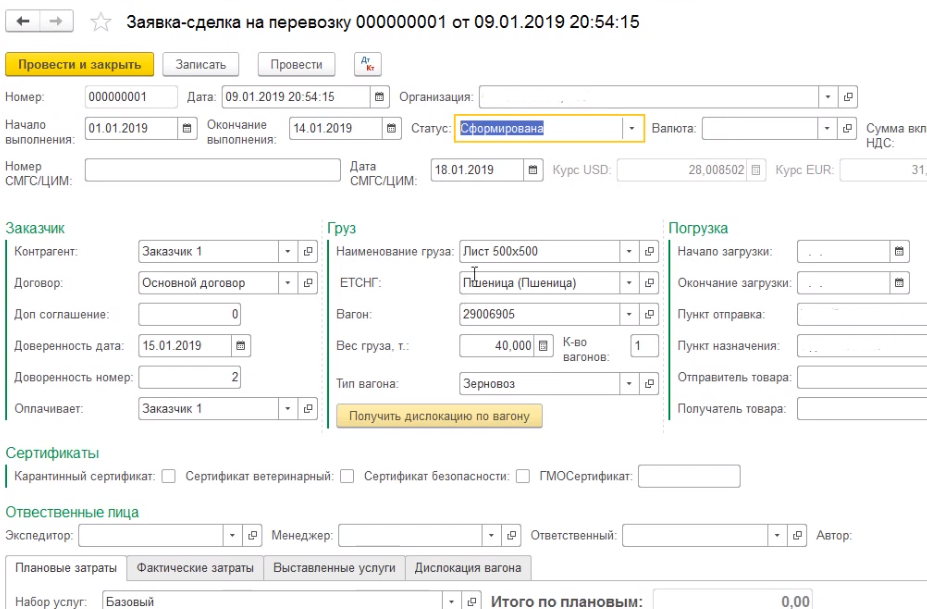 Заявка-сделка на перевозку 000000001 от 09.01.2019 20:54:15
Провести и закрыть Записать Провести Дт Кт
Номер: 000000001 Дата: 09.01.2019 20:54:15 Организация:
Начало выполнения: 01.01.2019 Окончание выполнения: 14.01.2019 Статус: Сформирована Валюта: Сумма вкл НДС:
Номер СМГС/ЦИМ: Дата СМГС/ЦИМ: 18.01.2019 Курс USD: 28,008502 Курс EUR: 31,
Заказчик Груз Погрузка
Контрагент: Заказчик 1 Наименование груза: Лист 500х500 Начало загрузки: . .
Договор: Основной договор ЕТСНГ: Пшеница (Пшеница) Окончание загрузки: . .
Доп соглашение: 0 Вагон: 29006905 Пункт отправка:
Доверенность дата: 15.01.2019 Вес груза, т.: 40,000 К-во вагонов: 1 Пункт назначения:
Доворенность номер: 2 Тип вагона: Зерновоз Отправитель товара:
Оплачивает: Заказчик 1 Получить дислокацию по вагону Получатель товара:
Сертификаты
Карантинный сертификат: Сертификат ветеринарный: Сертификат безопасности: ГМОСертификат:
Отвественные лица
Экспедитор: Менеджер: Ответственный: Автор:
Плановые затраты Фактические затраты Выставленные услуги Дислокация вагона
Набор услуг: Базовый Итого по плановым: 0,00